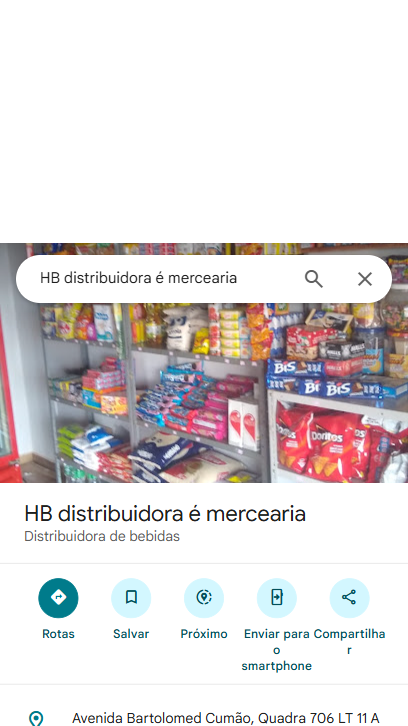 HB distribuidora é mercearia
BIS
BIS
BIS
Doritos
HB distribuidora é mercearia
Distribuidora de bebidas
Rotas
Salvar
Próximo
Enviar para
o
smartphone
Compartilha
r
Avenida Bartolomed Cumão, Quadra 706 LT 11 A